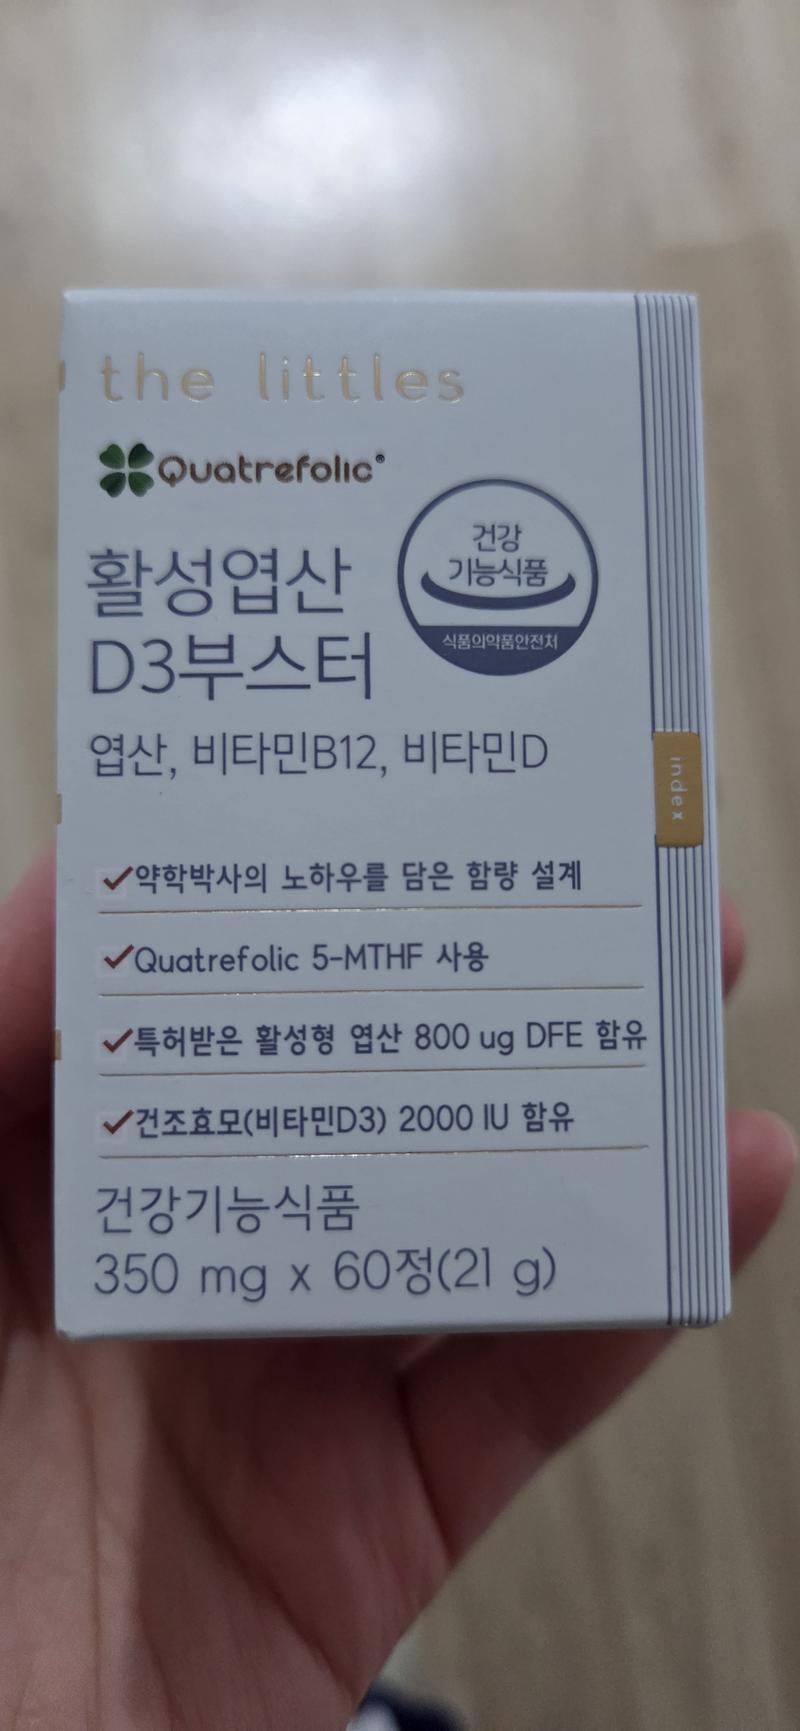 the littles
Quatrefolic®
건강
기능식품
식품의약품안전처
활성엽산
D3부스터
엽산, 비타민B12, 비타민D
index
약학박사의 노하우를 담은 함량 설계
Quatrefolic 5-MTHF 사용
특허받은 활성형 엽산 800 ug DFE 함유
건조효모(비타민D3) 2000 IU 함유
건강기능식품
350 mg x 60정(21 g)